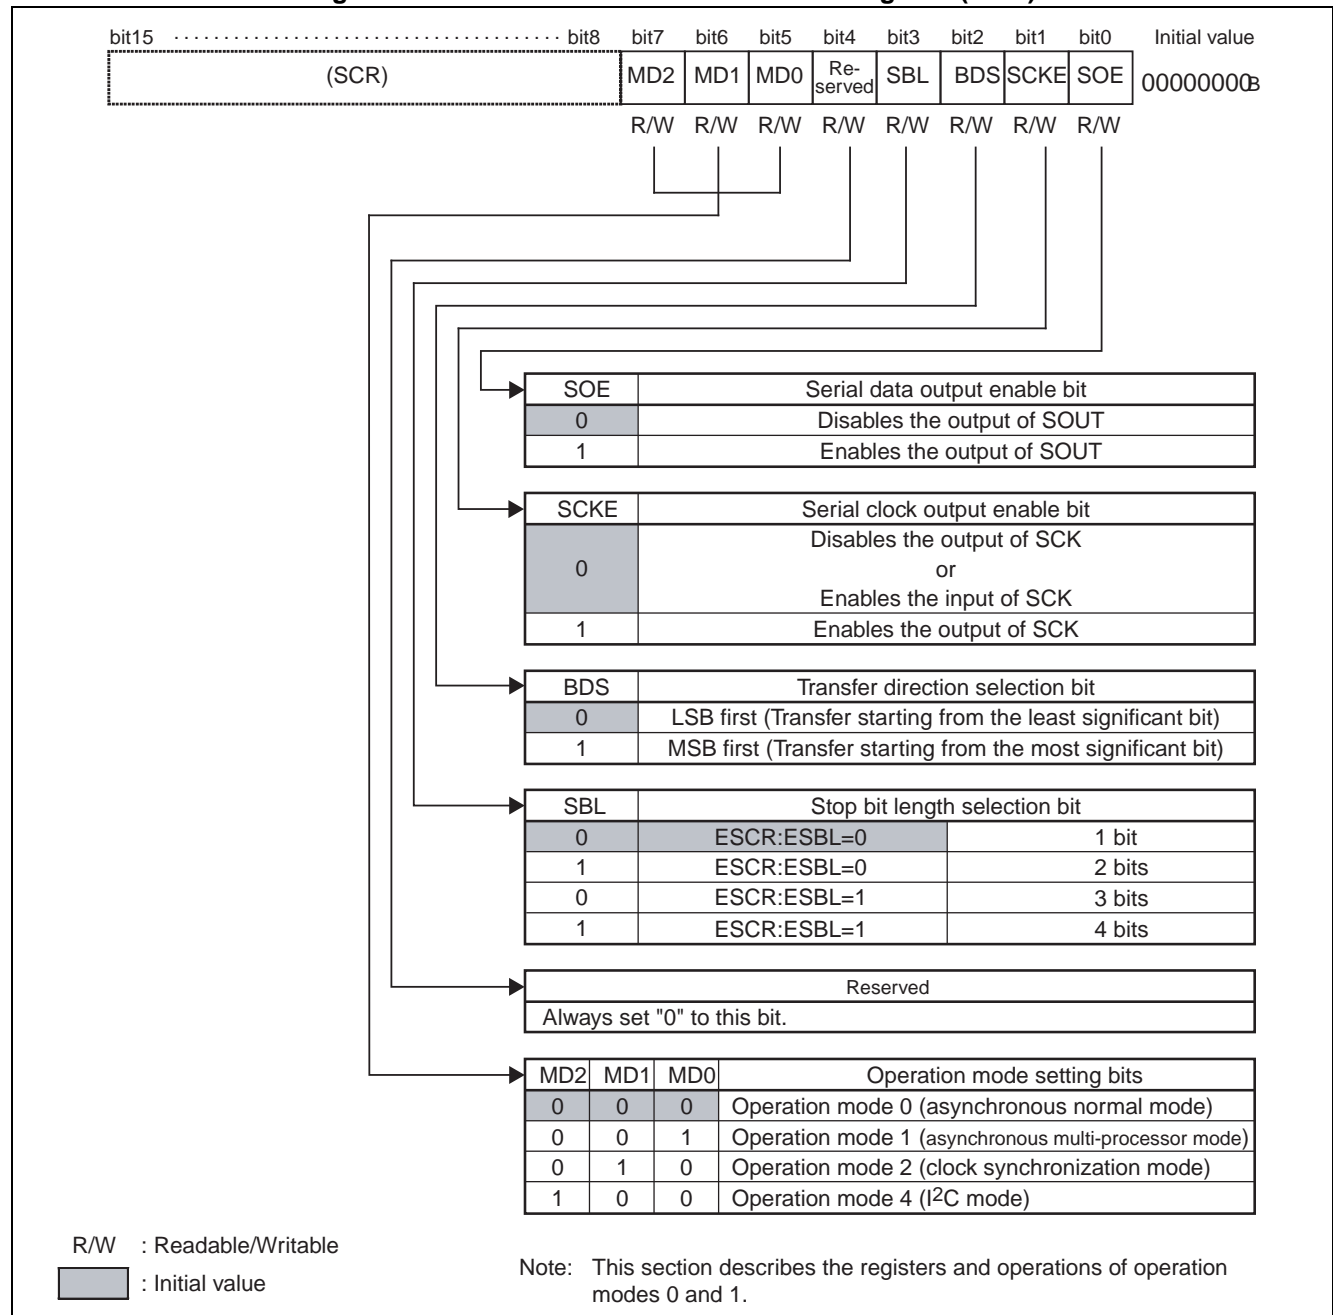 bit15 ······································· bit8 bit7 bit6 bit5 bit4 bit3 bit2 bit1 bit0 Initial value
(SCR) MD2 MD1 MD0 Re-served SBL BDS SCKE SOE 00000000B
R/W R/W R/W R/W R/W R/W R/W R/W
SOE Serial data output enable bit
0 Disables the output of SOUT
1 Enables the output of SOUT
SCKE Serial clock output enable bit
0 Disables the output of SCK
or
Enables the input of SCK
1 Enables the output of SCK
BDS Transfer direction selection bit
0 LSB first (Transfer starting from the least significant bit)
1 MSB first (Transfer starting from the most significant bit)
SBL Stop bit length selection bit
0 ESCR:ESBL=0 1 bit
1 ESCR:ESBL=0 2 bits
0 ESCR:ESBL=1 3 bits
1 ESCR:ESBL=1 4 bits
Reserved
Always set "0" to this bit.
MD2 MD1 MD0 Operation mode setting bits
0 0 0 Operation mode 0 (asynchronous normal mode)
0 0 1 Operation mode 1 (asynchronous multi-processor mode)
0 1 0 Operation mode 2 (clock synchronization mode)
1 0 0 Operation mode 4 (I2C mode)
R/W : Readable/Writable
: Initial value
Note: This section describes the registers and operations of operation
modes 0 and 1.